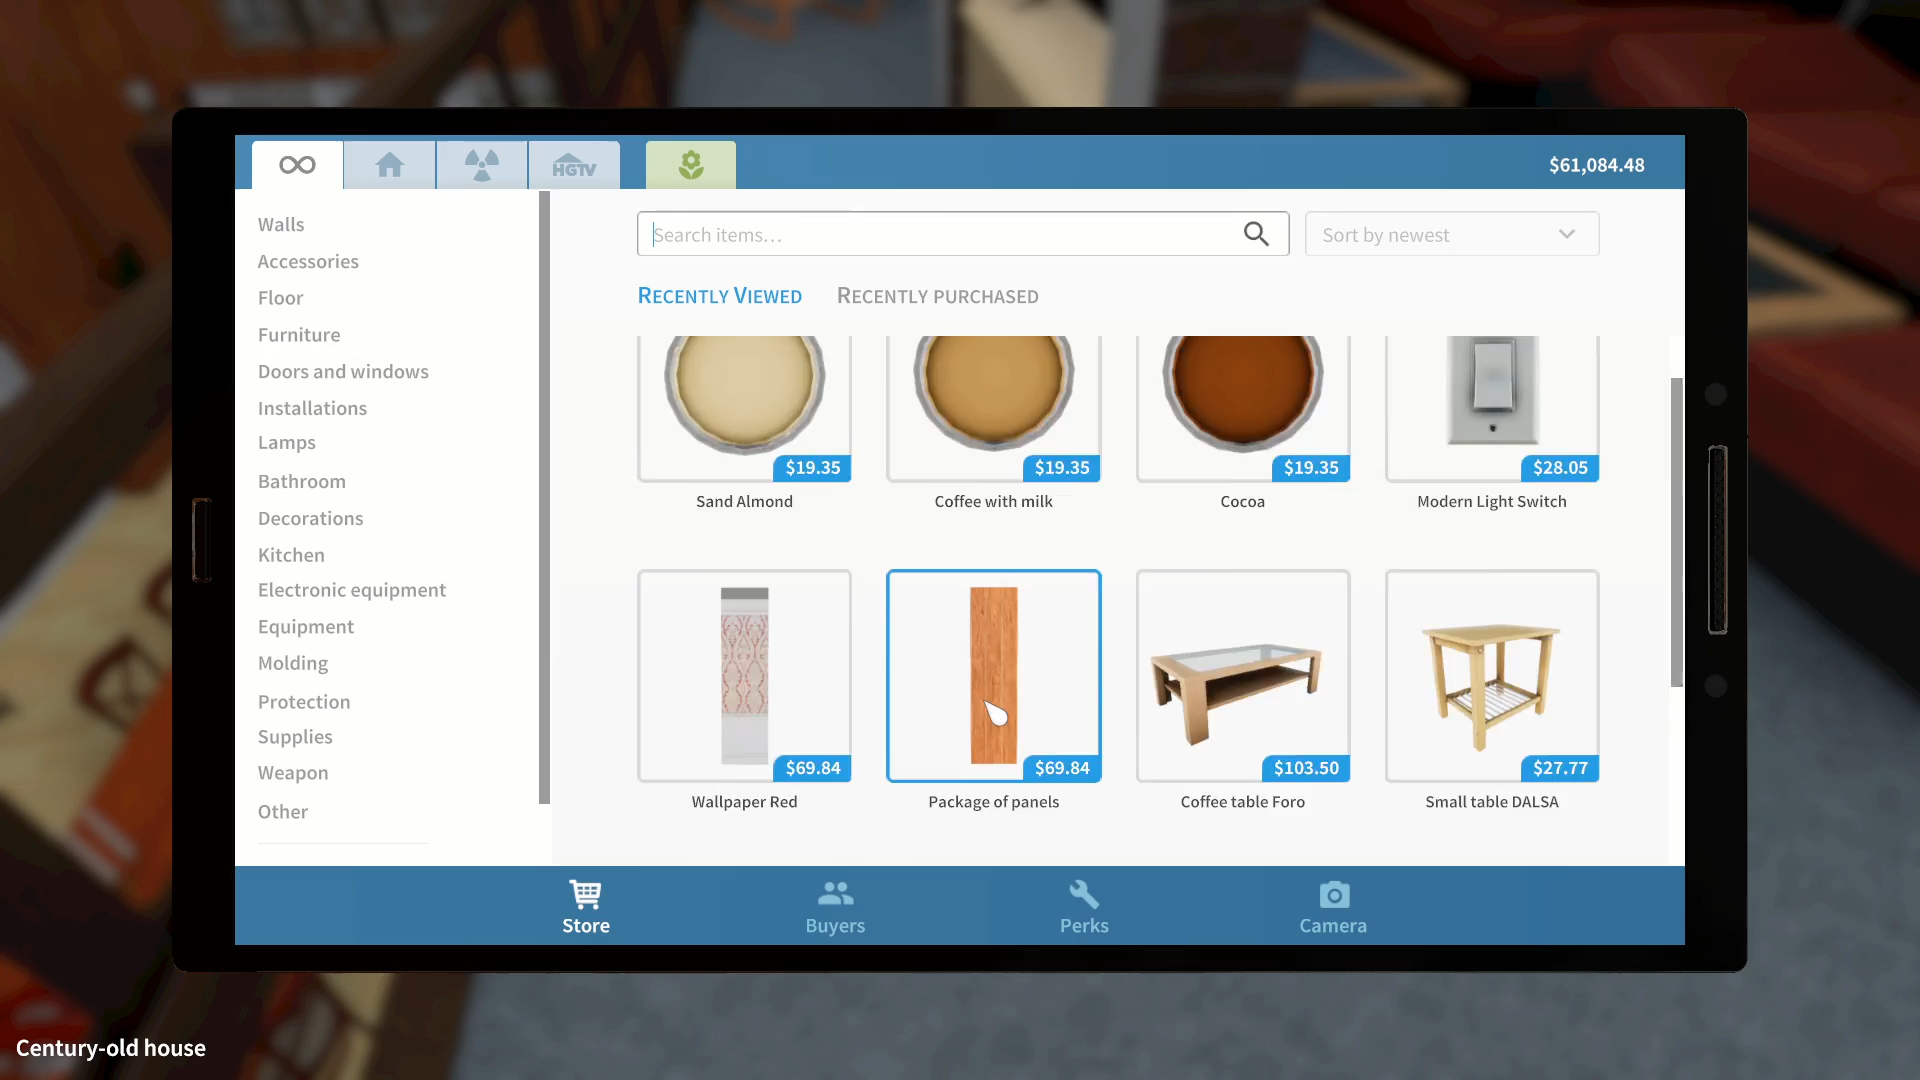 HGTV
$61,084.48
Walls
Accessories
Floor
Furniture
Doors and windows
Installations
Lamps
Bathroom
Decorations
Kitchen
Electronic equipment
Equipment
Molding
Protection
Supplies
Weapon
Other
Search items...
Sort by newest
RECENTLY VIEWED
RECENTLY PURCHASED
$19.35
$19.35
$19.35
$28.05
Sand Almond
Coffee with milk
Cocoa
Modern Light Switch
$69.84
$69.84
$103.50
$27.77
Wallpaper Red
Package of panels
Coffee table Foro
Small table DALSA
Store
Buyers
Perks
Camera
Century-old house